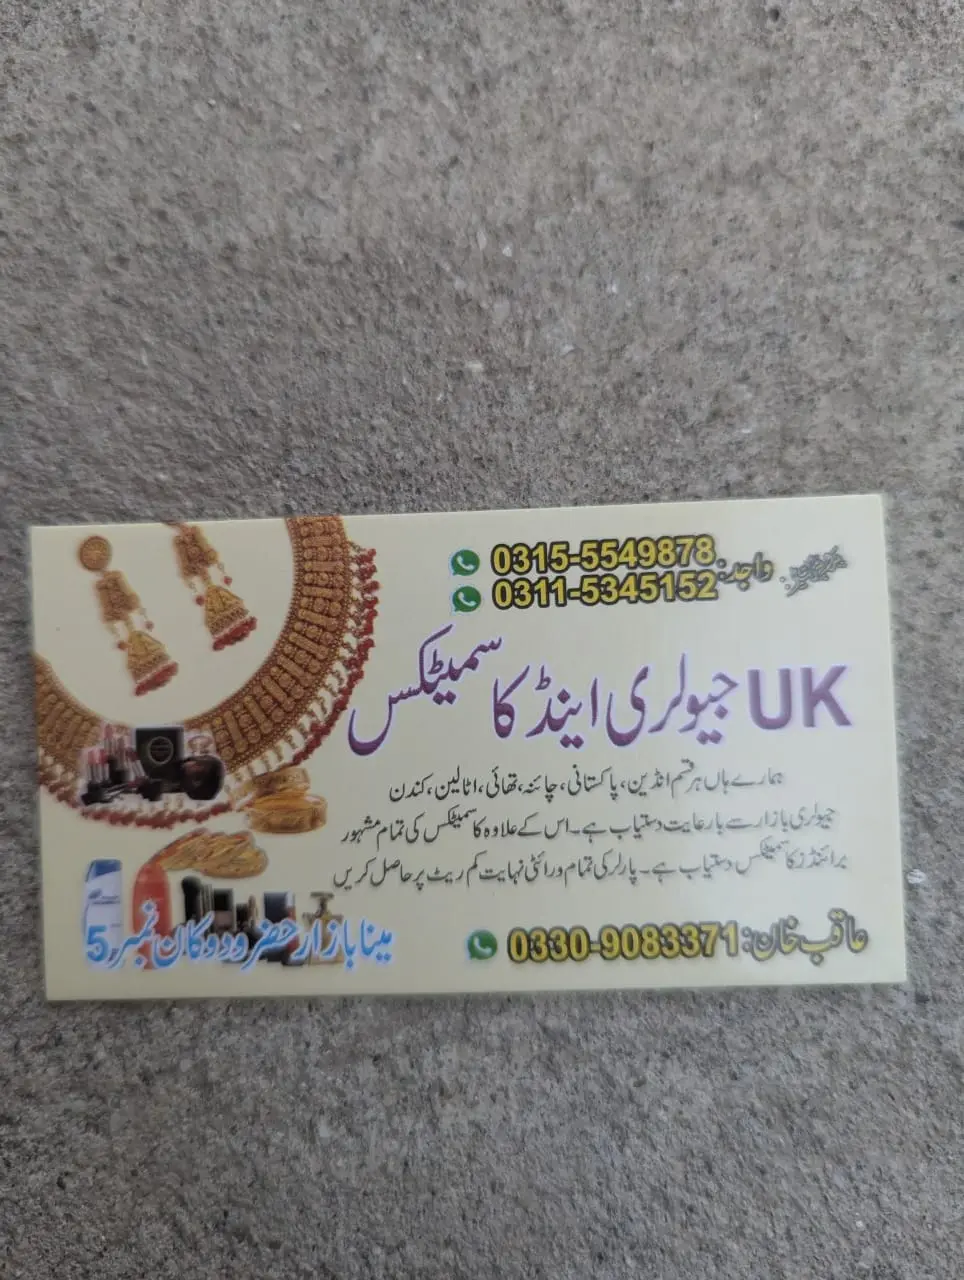 واجد: 0315-5549878
0311-5345152
UK جیولری اینڈ کاسمیٹکس
ہمارے ہاں ہر قسم انڈین، پاکستانی، چائنہ، تھائی، اٹالین، کندن
جیولری بازار سے بارعایت دستیاب ہے۔ اس کے علاوہ کاسمیٹکس کی تمام مشہور
برانڈز کاسمیٹکس دستیاب ہے۔ پارلر کی تمام ورائٹی نہایت کم ریٹ پر حاصل کریں
عاقب خان: 0330-9083371
مینا بازار حضرو دوکان نمبر 5